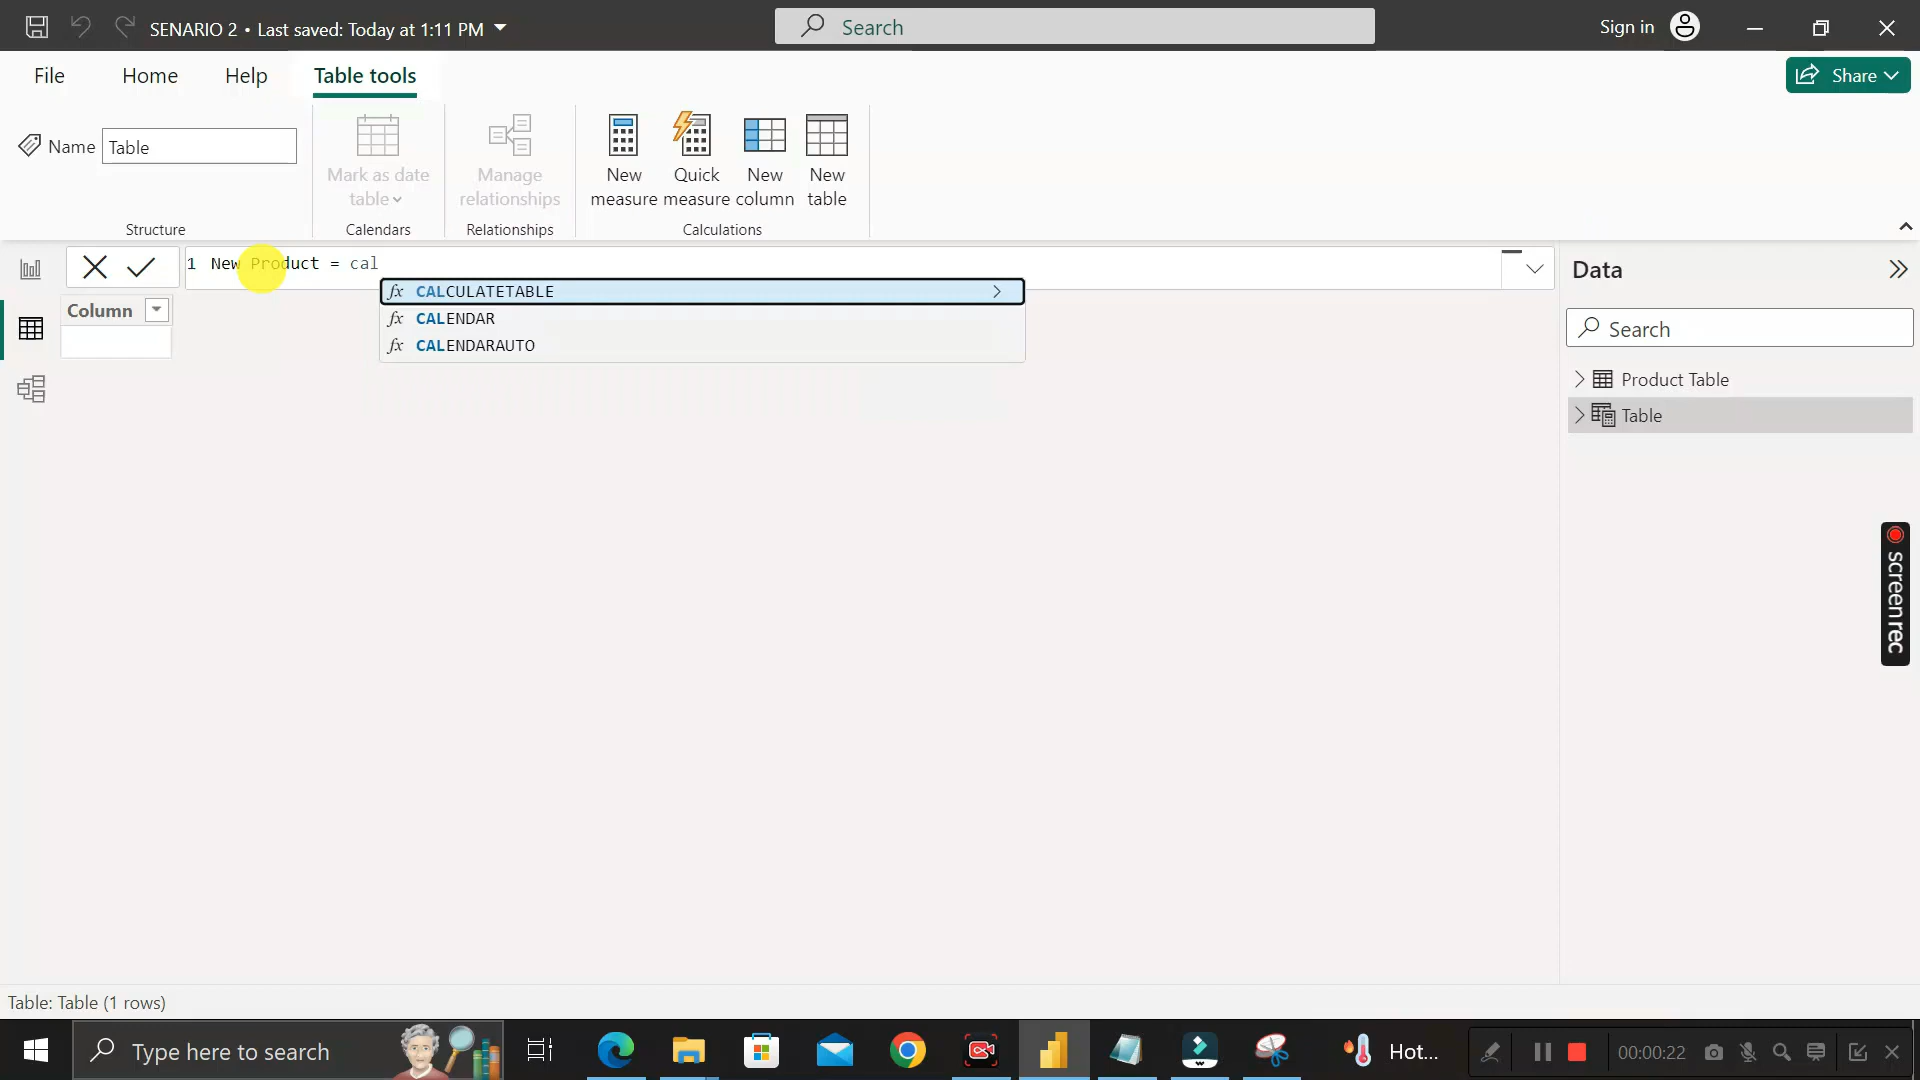 SENARIO 2 • Last saved: Today at 1:11 PM
Search
Sign in
File
Home
Help
Table tools
Share
Name
Table
Mark as date
table
Manage
relationships
New
measure
Quick
measure
New
column
New
table
Structure
Calendars
Relationships
Calculations
1 New Product = cal
fx CALCULATETABLE
fx CALENDAR
fx CALENDARAUTO
Column
Data
Search
Product Table
Table
screenrec
Table: Table (1 rows)
Type here to search
Hot...
00:00:22